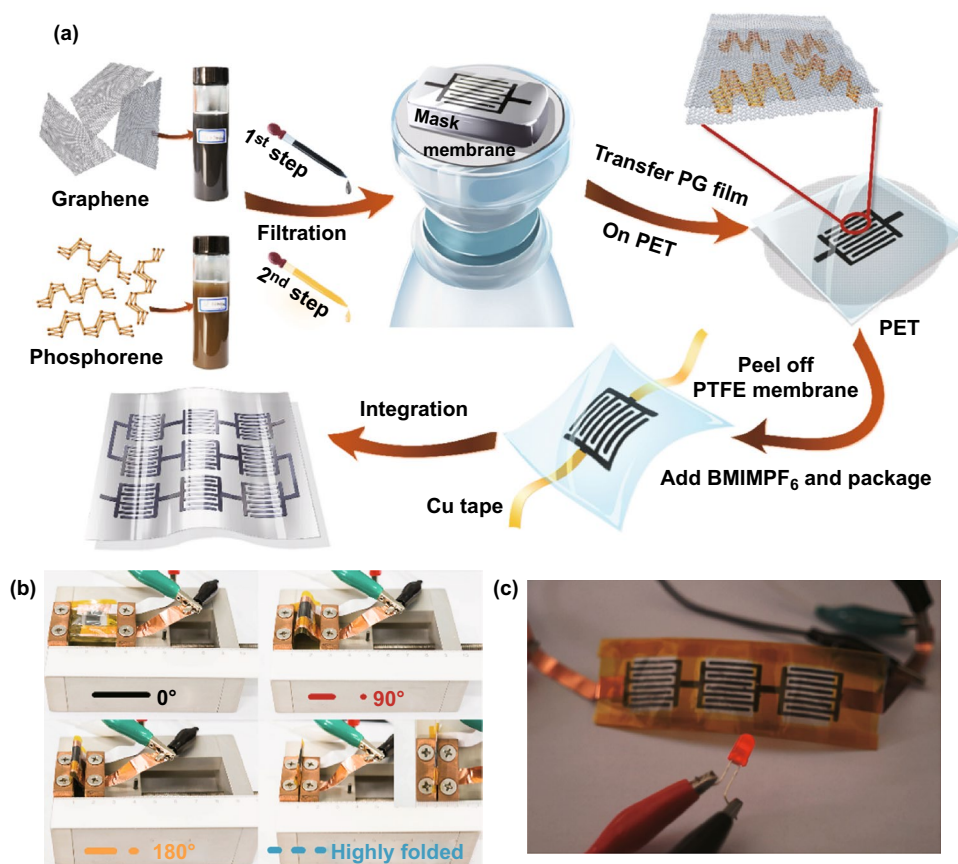 (a)
Graphene
1st step
Filtration
2nd step
Phosphorene
Mask
membrane
Transfer PG film
On PET
PET
Peel off
PTFE membrane
Add BMIMPF₆ and package
Cu tape
Integration
(b)
0°
90°
180°
Highly folded
(c)